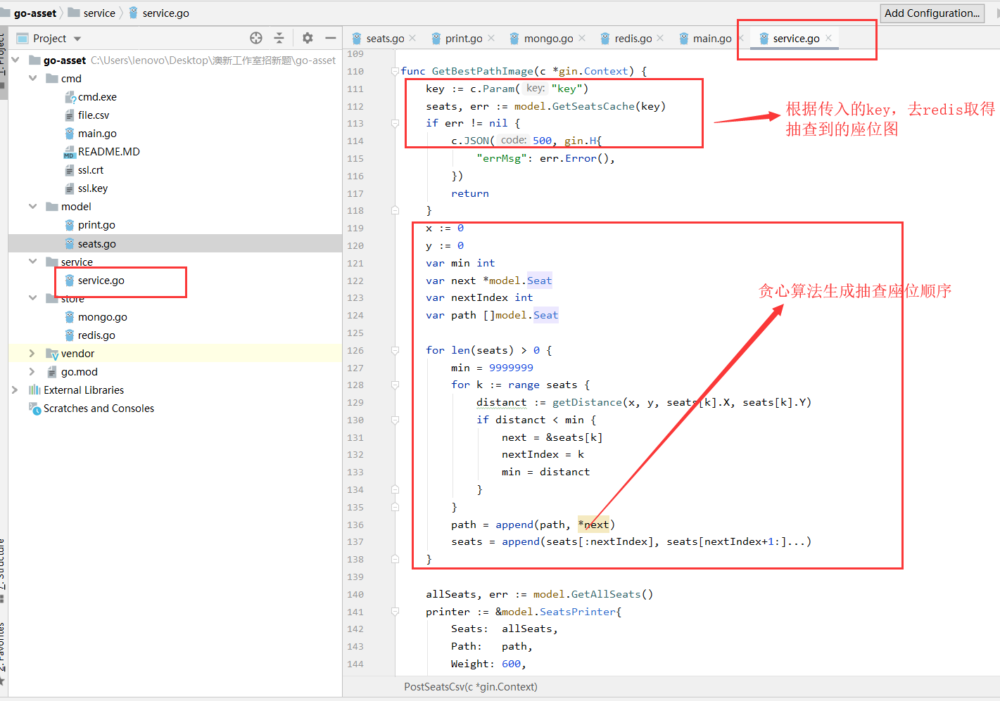 go-asset service service.go Add Configuration...
Project seats.go print.go mongo.go redis.go main.go service.go
1: Project
go-asset C:\Users\lenovo\Desktop\澳新工作室招新题\go-asset
cmd
cmd.exe
file.csv
main.go
README.MD
ssl.crt
ssl.key
model
print.go
seats.go
service
service.go
store
mongo.go
redis.go
vendor
go.mod
External Libraries
Scratches and Consoles
7: Structure
2: Favorites
109
110 func GetBestPathImage(c *gin.Context) {
111 key := c.Param( key: "key")
112 seats, err := model.GetSeatsCache(key)
113 if err != nil {
114 c.JSON( code: 500, gin.H{
115 "errMsg": err.Error(),
116 })
117 return
118 }
119 x := 0
120 y := 0
121 var min int
122 var next *model.Seat
123 var nextIndex int
124 var path []model.Seat
125
126 for len(seats) > 0 {
127 min = 9999999
128 for k := range seats {
129 distanct := getDistance(x, y, seats[k].X, seats[k].Y)
130 if distanct < min {
131 next = &seats[k]
132 nextIndex = k
133 min = distanct
134 }
135 }
136 path = append(path, *next)
137 seats = append(seats[:nextIndex], seats[nextIndex+1:]...)
138 }
139
140 allSeats, err := model.GetAllSeats()
141 printer := &model.SeatsPrinter{
142 Seats: allSeats,
143 Path: path,
144 Weight: 600,
根据传入的key，去redis取得
抽查到的座位图
贪心算法生成抽查座位顺序
PostSeatsCsv(c *gin.Context)